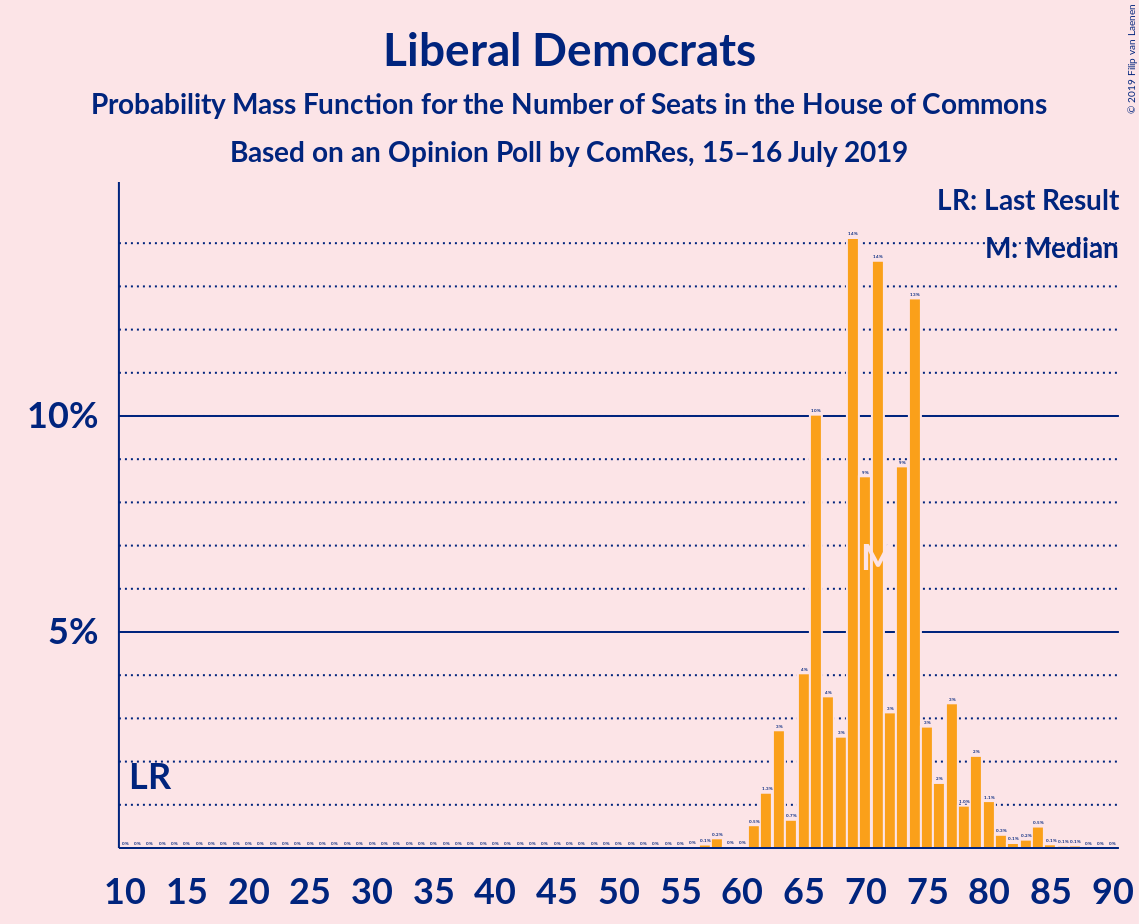 Liberal Democrats
Probability Mass Function for the Number of Seats in the House of Commons
Based on an Opinion Poll by ComRes, 15–16 July 2019
© 2019 Filip van Laenen
LR: Last Result
M: Median
10%
5%
LR
M
10 15 20 25 30 35 40 45 50 55 60 65 70 75 80 85 90